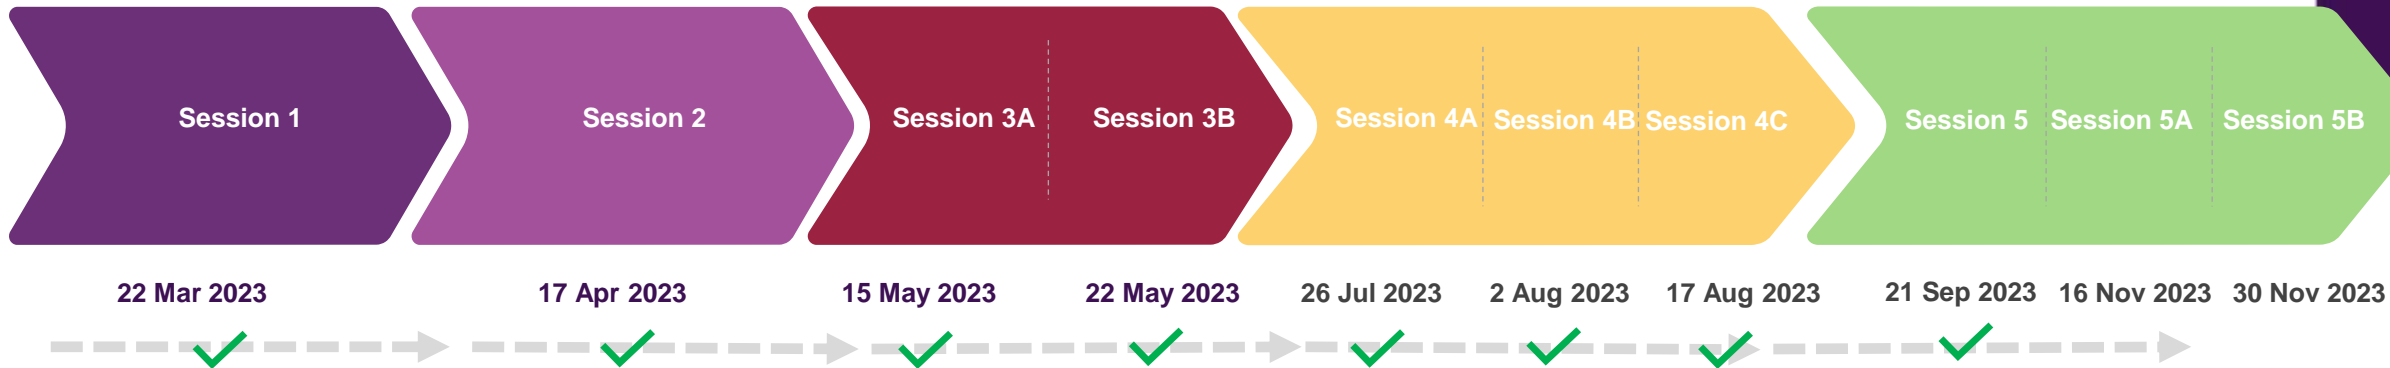 Session 1
Session 2
Session 3A
Session 3B
Session 4A
Session 4B
Session 4C
Session 5
Session 5A
Session 5B
22 Mar 2023
17 Apr 2023
15 May 2023
22 May 2023
26 Jul 2023
2 Aug 2023
17 Aug 2023
21 Sep 2023
16 Nov 2023
30 Nov 2023